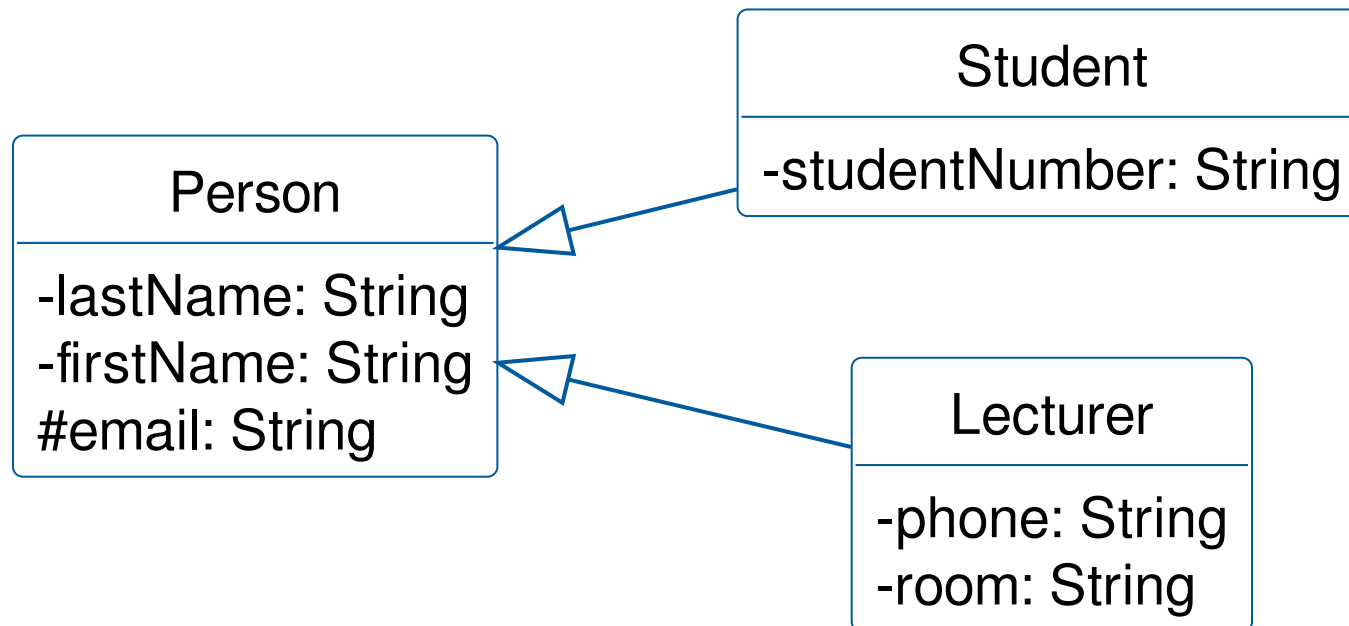 Student
-studentNumber: String
Person
-lastName: String
-firstName: String
#email: String
Lecturer
-phone: String
-room: String